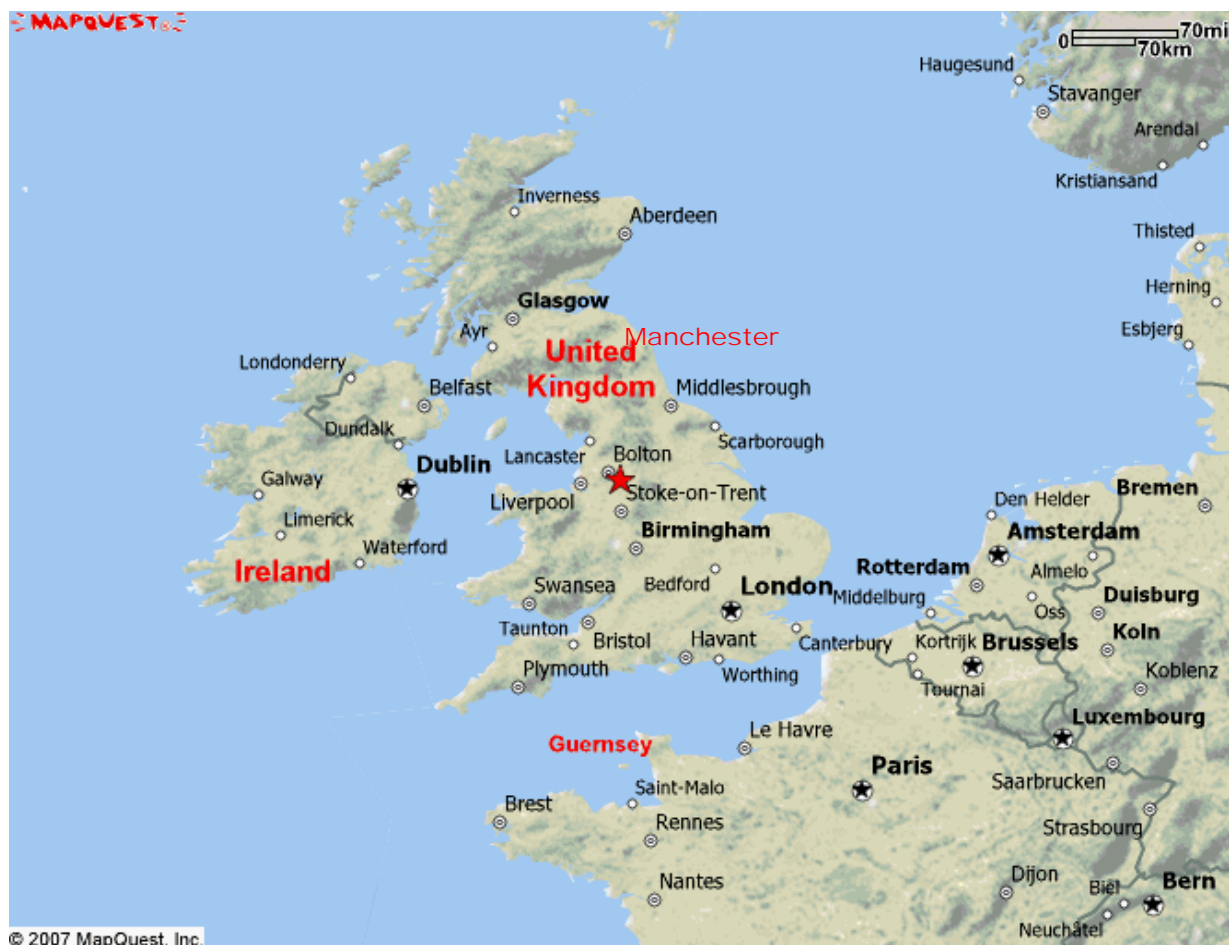 MAPQUEST®
0 70mi
70km
Haugesund
Stavanger
Arendal
Kristiansand
Inverness
Aberdeen
Thisted
Herning
Glasgow
Esbjerg
Ayr
Manchester
United
Kingdom
Londonderry
Belfast
Middlesbrough
Dundalk
Scarborough
Lancaster
Bolton
Dublin
Galway
Liverpool
Stoke-on-Trent
Bremen
Den Helder
Limerick
Birmingham
Amsterdam
Waterford
Ireland
Rotterdam
Almelo
Swansea
Bedford
London
Middelburg
Oss
Duisburg
Taunton
Bristol
Havant
Canterbury
Kortrijk
Brussels
Koln
Plymouth
Worthing
Tournai
Koblenz
Luxembourg
Guernsey
Le Havre
Paris
Saarbrucken
Saint-Malo
Brest
Rennes
Strasbourg
Nantes
Dijon
Biel
Bern
Neuchâtel
© 2007 MapQuest, Inc.